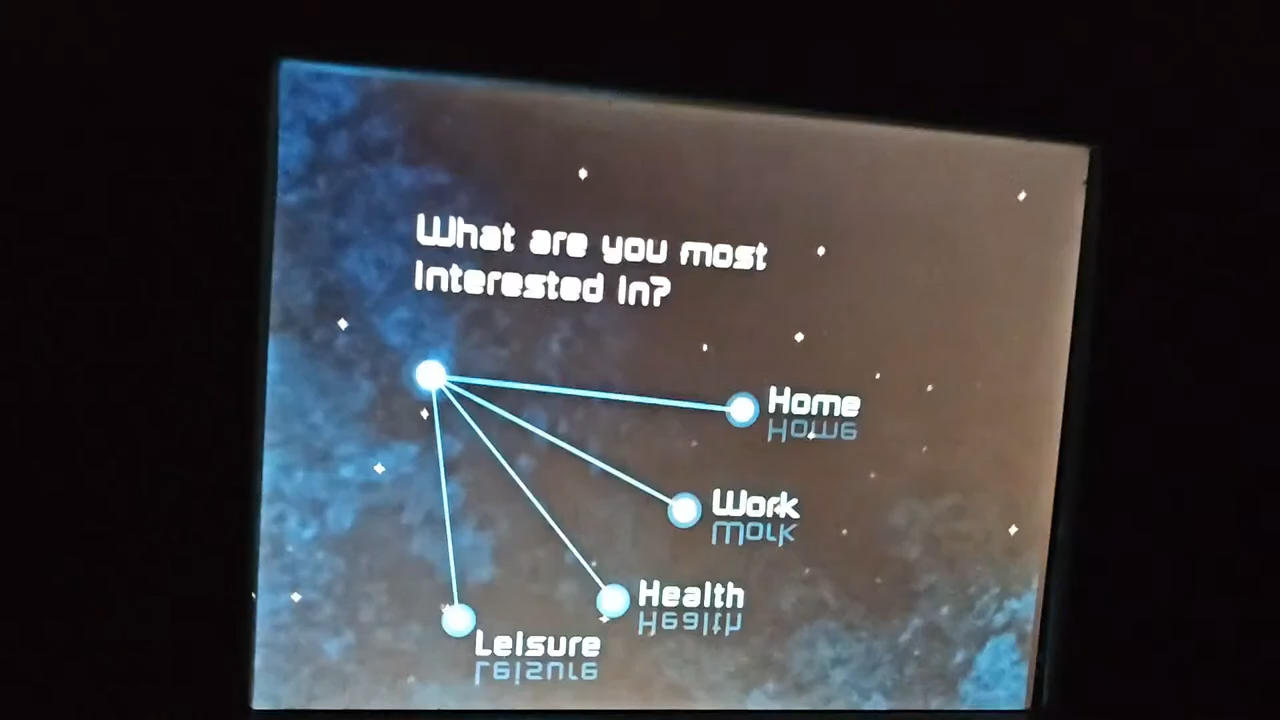 What are you most
interested in?
Home
Work
Health
Leisure